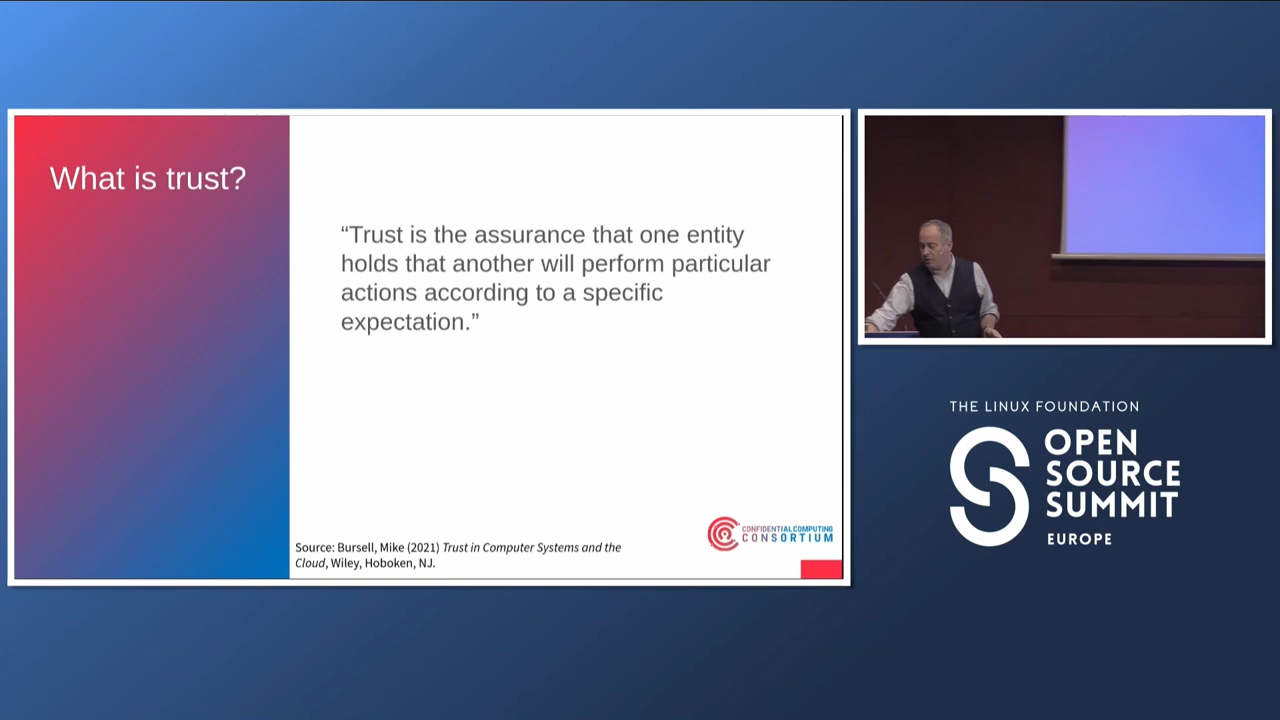 What is trust?
“Trust is the assurance that one entity
holds that another will perform particular
actions according to a specific
expectation.”
Source: Bursell, Mike (2021) Trust in Computer Systems and the
Cloud, Wiley, Hoboken, NJ.
CONFIDENTIAL COMPUTING
CONSORTIUM
THE LINUX FOUNDATION
OPEN
SOURCE
SUMMIT
EUROPE